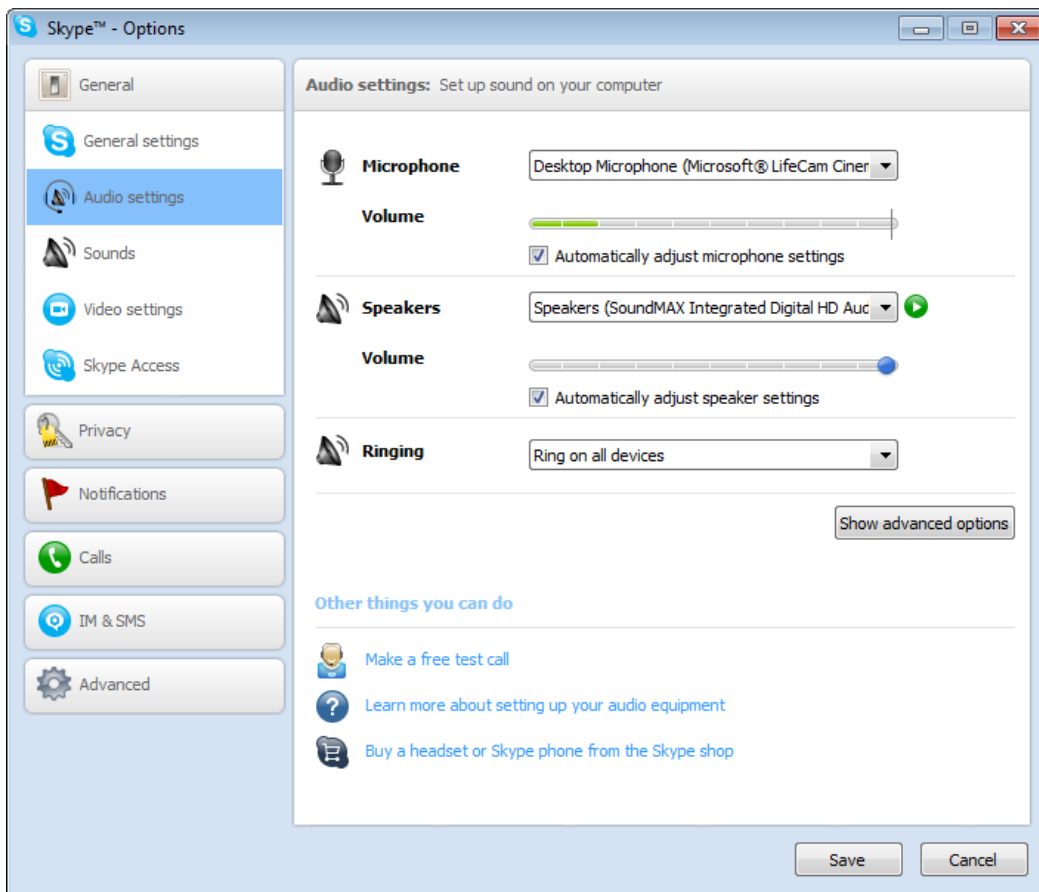 Skype™ - Options
General
General settings
Audio settings
Sounds
Video settings
Skype Access
Privacy
Notifications
Calls
IM & SMS
Advanced
Audio settings: Set up sound on your computer
Microphone Desktop Microphone (Microsoft® LifeCam Ciner
Volume
Automatically adjust microphone settings
Speakers Speakers (SoundMAX Integrated Digital HD Aud
Volume
Automatically adjust speaker settings
Ringing Ring on all devices
Show advanced options
Other things you can do
Make a free test call
Learn more about setting up your audio equipment
Buy a headset or Skype phone from the Skype shop
Save Cancel